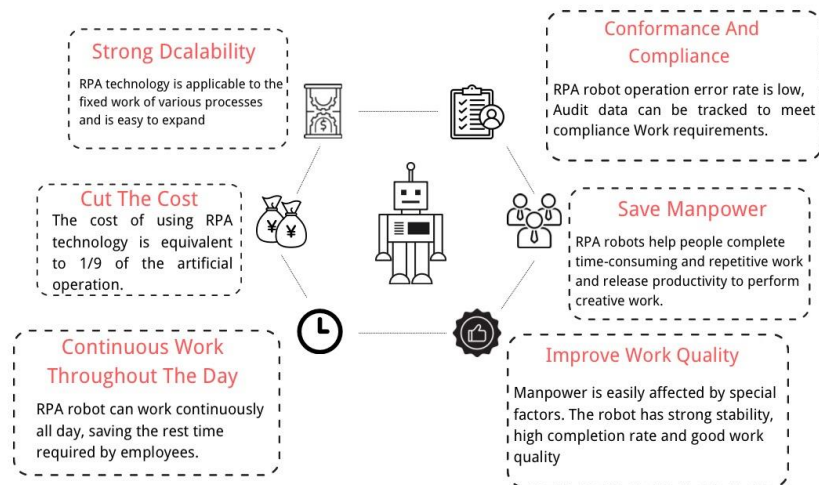 Strong Dcalability
RPA technology is applicable to the
fixed work of various processes
and is easy to expand
Conformance And
Compliance
RPA robot operation error rate is low,
Audit data can be tracked to meet
compliance Work requirements.
$
Cut The Cost
The cost of using RPA
technology is equivalent
to 1/9 of the artificial
operation.
¥ ¥
Save Manpower
RPA robots help people complete
time-consuming and repetitive work
and release productivity to perform
creative work.
Continuous Work
Throughout The Day
RPA robot can work continuously
all day, saving the rest time
required by employees.
Improve Work Quality
Manpower is easily affected by special
factors. The robot has strong stability,
high completion rate and good work
quality